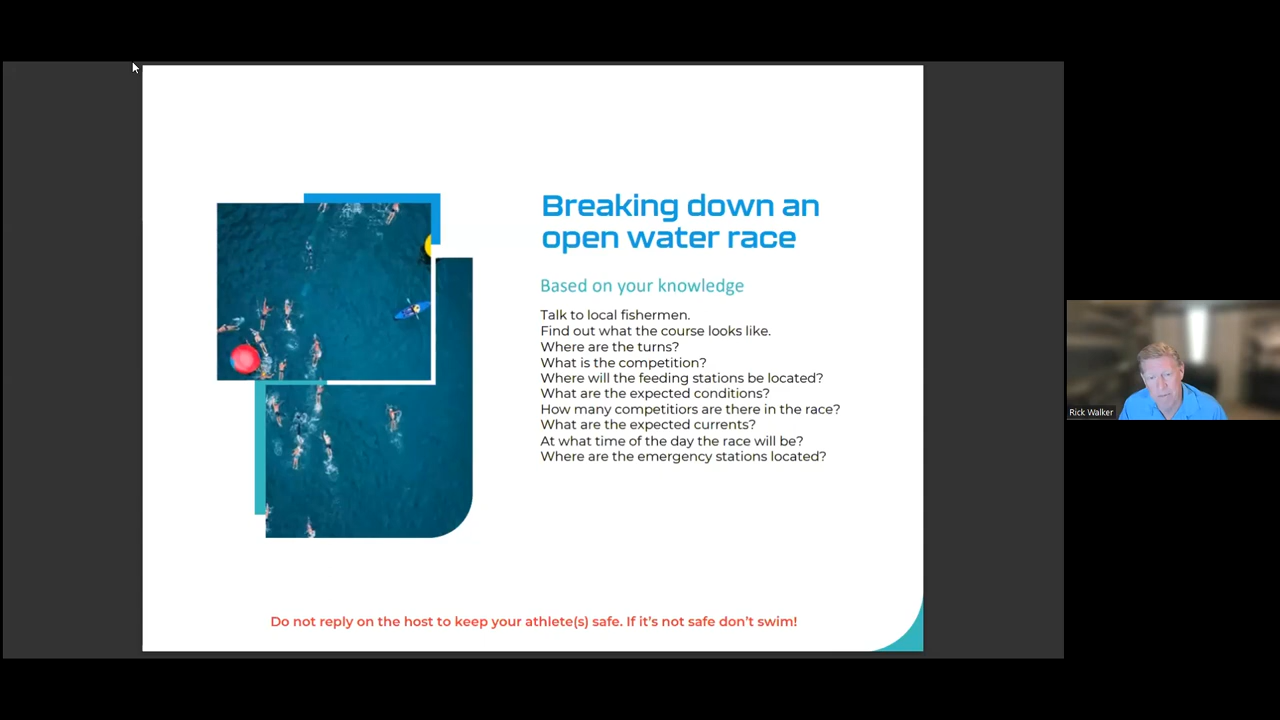 Breaking down an
open water race
Based on your knowledge
Talk to local fishermen.
Find out what the course looks like.
Where are the turns?
What is the competition?
Where will the feeding stations be located?
What are the expected conditions?
How many competitiors are there in the race?
What are the expected currents?
At what time of the day the race will be?
Where are the emergency stations located?
Do not reply on the host to keep your athlete(s) safe. If it's not safe don't swim!
Rick Walker